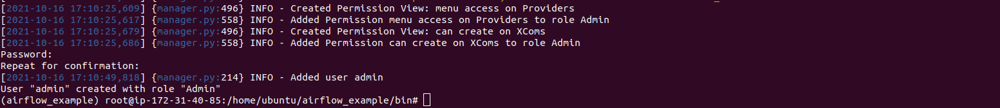 [2021-10-16 17:10:25,609] {manager.py:496} INFO - Created Permission View: menu access on Providers
[2021-10-16 17:10:25,617] {manager.py:558} INFO - Added Permission menu access on Providers to role Admin
[2021-10-16 17:10:25,679] {manager.py:496} INFO - Created Permission View: can create on XComs
[2021-10-16 17:10:25,686] {manager.py:558} INFO - Added Permission can create on XComs to role Admin
Password:
Repeat for confirmation:
[2021-10-16 17:10:49,818] {manager.py:214} INFO - Added user admin
User "admin" created with role "Admin"
(airflow_example) root@ip-172-31-40-85:/home/ubuntu/airflow_example/bin#